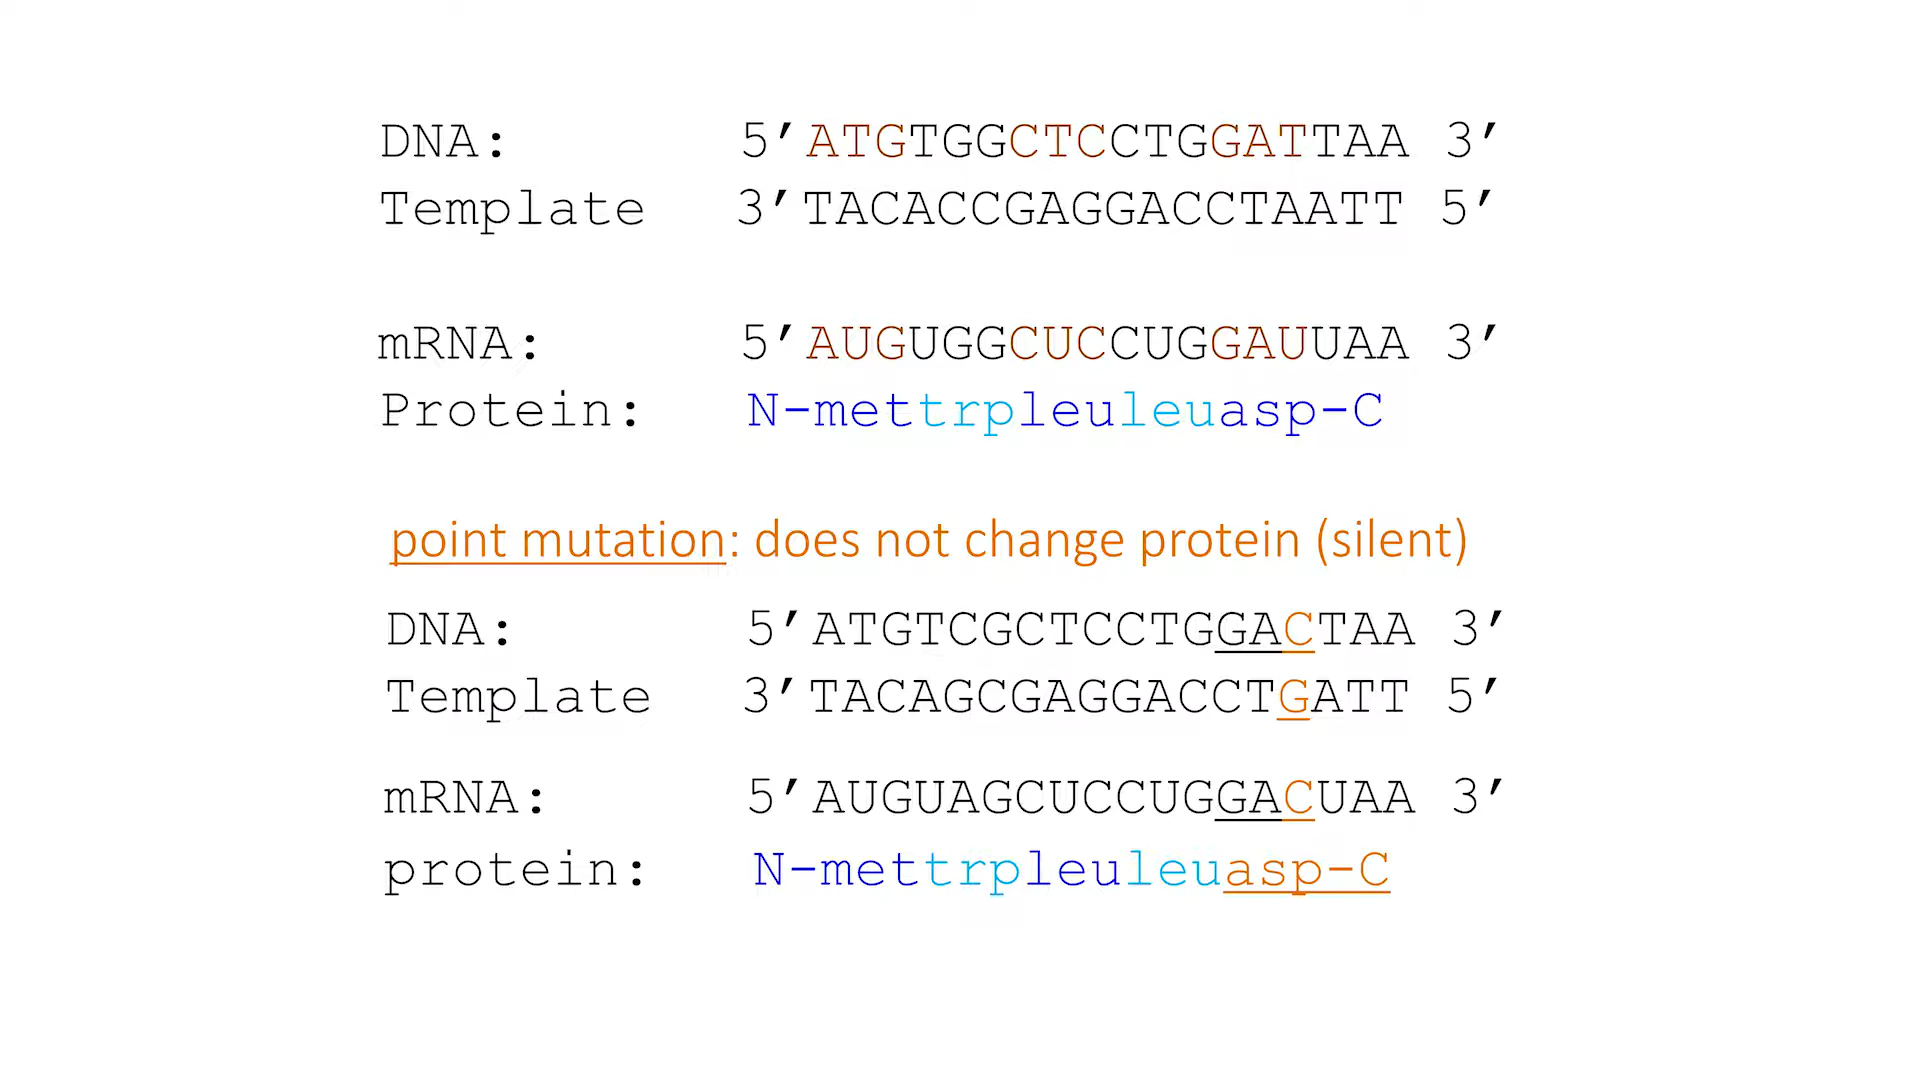 DNA: 5’ATGTGGCTCCTGGATTAA 3’
Template 3’TACACCGAGGACCTAATT 5’
mRNA: 5’AUGUGGCUCCUGGAUUAA 3’
Protein: N-mettrpleuleuasp-C
point mutation: does not change protein (silent)
DNA: 5’ATGTCGCTCCTGGACTAA 3’
Template 3’TACAGCGAGGACCTGATT 5’
mRNA: 5’AUGUAGCUCCUGGACUAA 3’
protein: N-mettrpleuleuasp-C